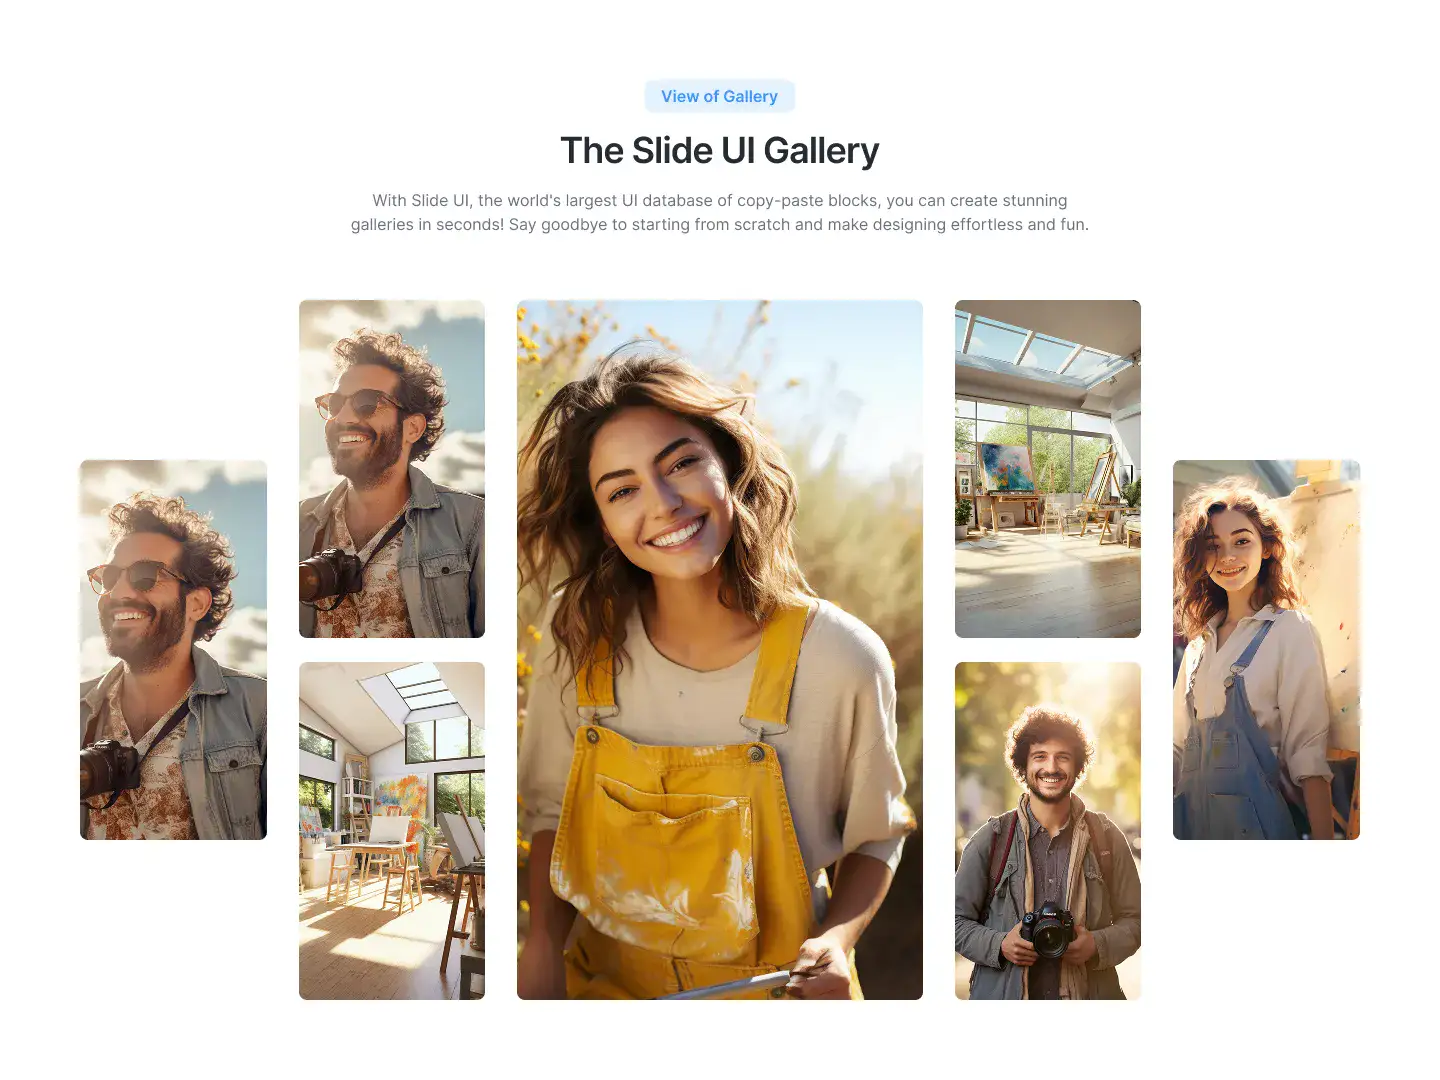 View of Gallery
The Slide UI Gallery
With Slide UI, the world's largest UI database of copy-paste blocks, you can create stunning
galleries in seconds! Say goodbye to starting from scratch and make designing effortless and fun.